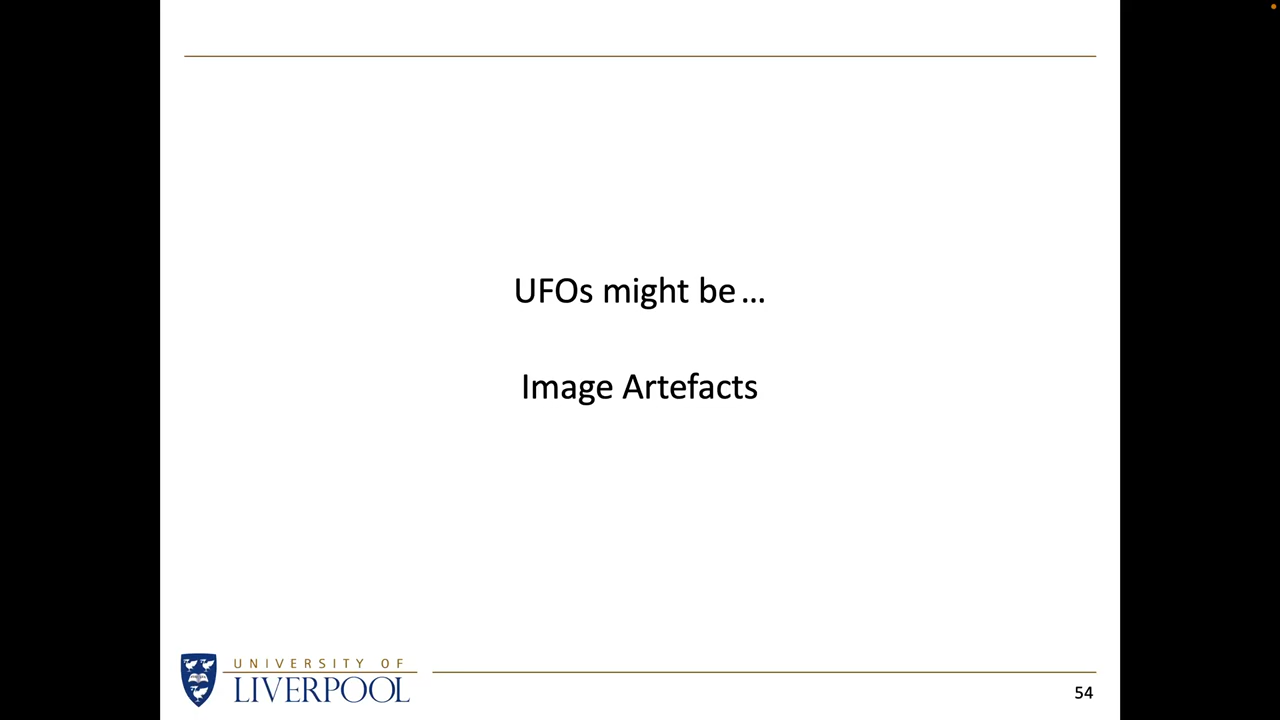 UFOs might be ...
Image Artefacts
UNIVERSITY OF
LIVERPOOL
54